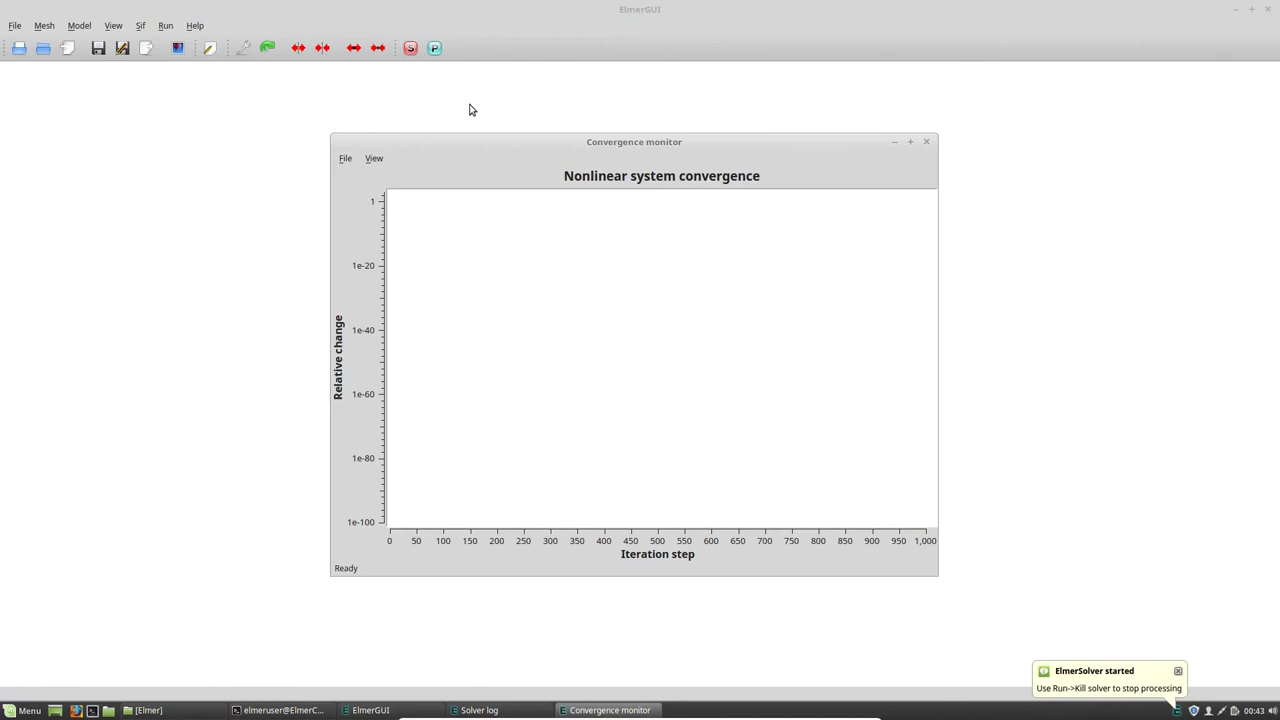 ElmerGUI
File Mesh Model View Sif Run Help
S P
Convergence monitor
File View
Nonlinear system convergence
1
1e-20
1e-40
1e-60
1e-80
1e-100
Relative change
0 50 100 150 200 250 300 350 400 450 500 550 600 650 700 750 800 850 900 950 1,000
Iteration step
Ready
ElmerSolver started
Use Run->Kill solver to stop processing
Menu [Elmer] elmeruser@ElmerC... ElmerGUI Solver log Convergence monitor 00:43